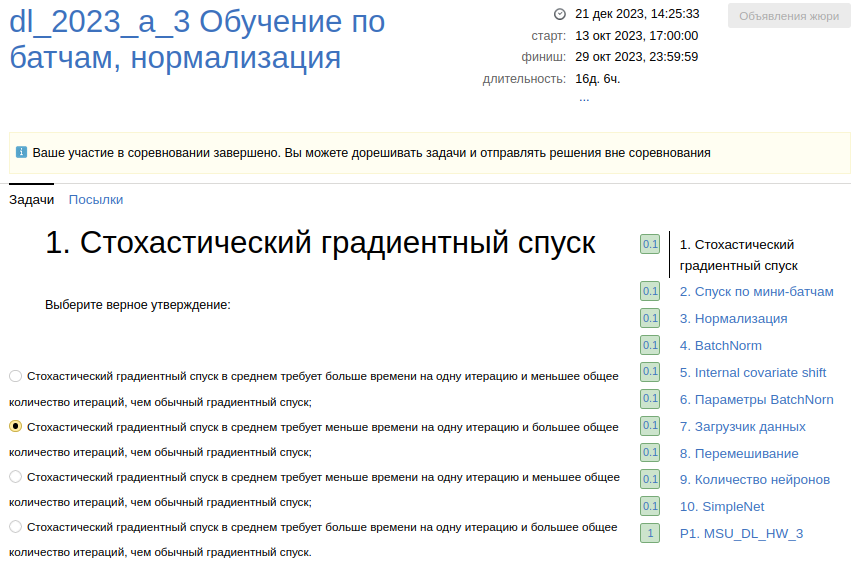 dl_2023_a_3 Обучение по
батчам, нормализация
21 дек 2023, 14:25:33
старт: 13 окт 2023, 17:00:00
финиш: 29 окт 2023, 23:59:59
длительность: 16д. 6ч.
...
Объявления жюри
Ваше участие в соревновании завершено. Вы можете дорешивать задачи и отправлять решения вне соревнования
Задачи Посылки
1. Стохастический градиентный спуск
Выберите верное утверждение:
Стохастический градиентный спуск в среднем требует больше времени на одну итерацию и меньшее общее
количество итераций, чем обычный градиентный спуск;
Стохастический градиентный спуск в среднем требует меньше времени на одну итерацию и большее общее
количество итераций, чем обычный градиентный спуск;
Стохастический градиентный спуск в среднем требует меньше времени на одну итерацию и меньшее общее
количество итераций, чем обычный градиентный спуск;
Стохастический градиентный спуск в среднем требует больше времени на одну итерацию и большее общее
количество итераций, чем обычный градиентный спуск.
0.1 1. Стохастический
градиентный спуск
0.1 2. Спуск по мини-батчам
0.1 3. Нормализация
0.1 4. BatchNorm
0.1 5. Internal covariate shift
0.1 6. Параметры BatchNorn
0.1 7. Загрузчик данных
0.1 8. Перемешивание
0.1 9. Количество нейронов
0.1 10. SimpleNet
1 P1. MSU_DL_HW_3